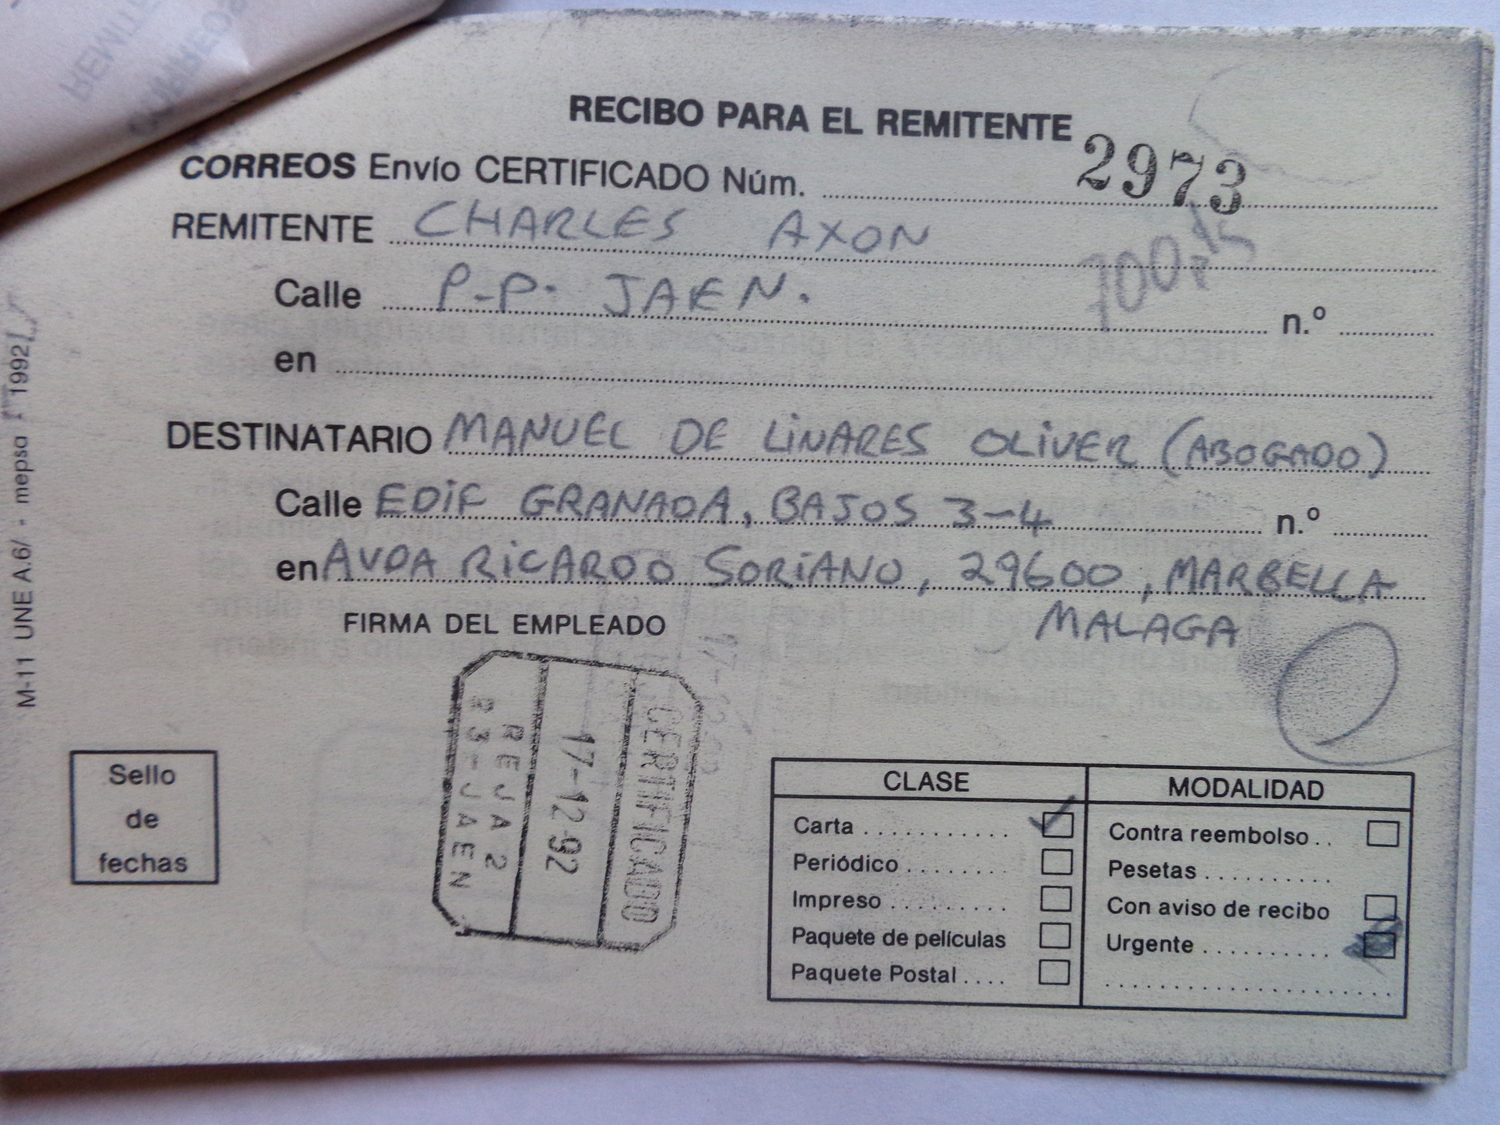 RECIBO PARA EL REMITENTE
CORREOS Envío CERTIFICADO Núm. 2973
REMITENTE CHARLES AXON
Calle P-P. JAEN. n.º
en
DESTINATARIO MANUEL DE LiNARES OLiVER (ABOGADO)
Calle EDiF GRANADA, BAJOS 3-4 n.º
en AVDA RiCARDO SORiANO, 29600, MARBELLA
MALAGA
FIRMA DEL EMPLEADO
M-11 UNE A.6/ - mepsa 1992
Sello
de
fechas
CERTIFICADO
17-12 92
REJA 2
23-JAEN
CLASE
Carta
Periódico
Impreso
Paquete de películas
Paquete Postal
MODALIDAD
Contra reembolso
Pesetas
Con aviso de recibo
Urgente